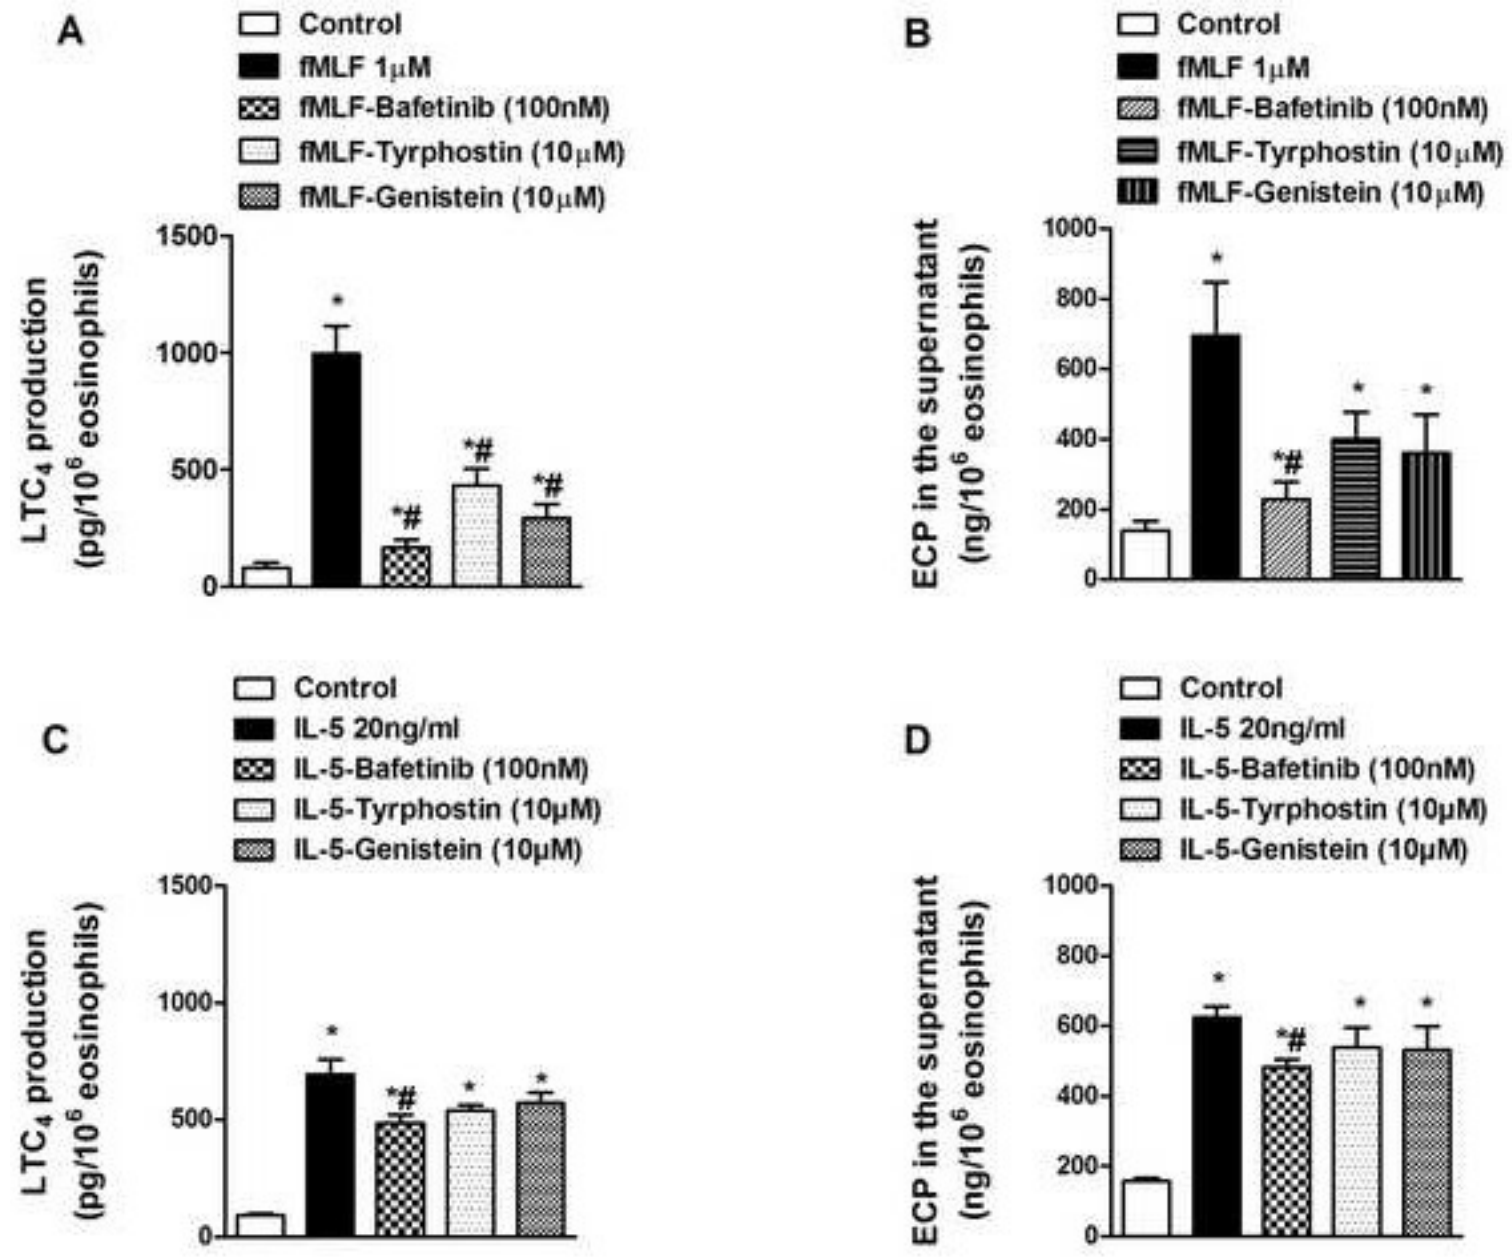 A
Control
fMLF 1μM
fMLF-Bafetinib (100nM)
fMLF-Tyrphostin (10μM)
fMLF-Genistein (10μM)
LTC4 production
(pg/10⁶ eosinophils)
1500
1000
500
0
*
*#
*#
*#
B
Control
fMLF 1μM
fMLF-Bafetinib (100nM)
fMLF-Tyrphostin (10μM)
fMLF-Genistein (10μM)
ECP in the supernatant
(ng/10⁶ eosinophils)
1000
800
600
400
200
0
*
*#
*
*
C
Control
IL-5 20ng/ml
IL-5-Bafetinib (100nM)
IL-5-Tyrphostin (10μM)
IL-5-Genistein (10μM)
LTC4 production
(pg/10⁶ eosinophils)
1500
1000
500
0
*
*#
*
*
D
Control
IL-5 20ng/ml
IL-5-Bafetinib (100nM)
IL-5-Tyrphostin (10μM)
IL-5-Genistein (10μM)
ECP in the supernatant
(ng/10⁶ eosinophils)
1000
800
600
400
200
0
*
*#
*
*